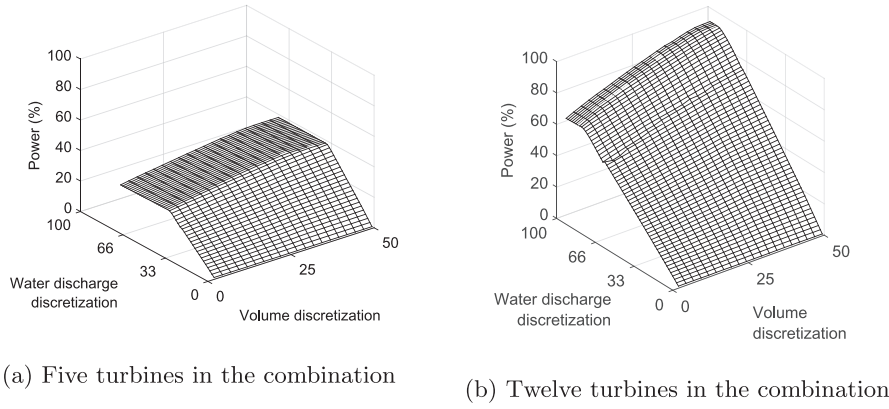 100
80
60
40
20
0
Power (%)
100
66
33
0
Water discharge
discretization
0
25
50
Volume discretization
(a) Five turbines in the combination
100
80
60
40
20
0
Power (%)
100
66
33
0
Water discharge
discretization
0
25
50
Volume
discretization
(b) Twelve turbines in the combination